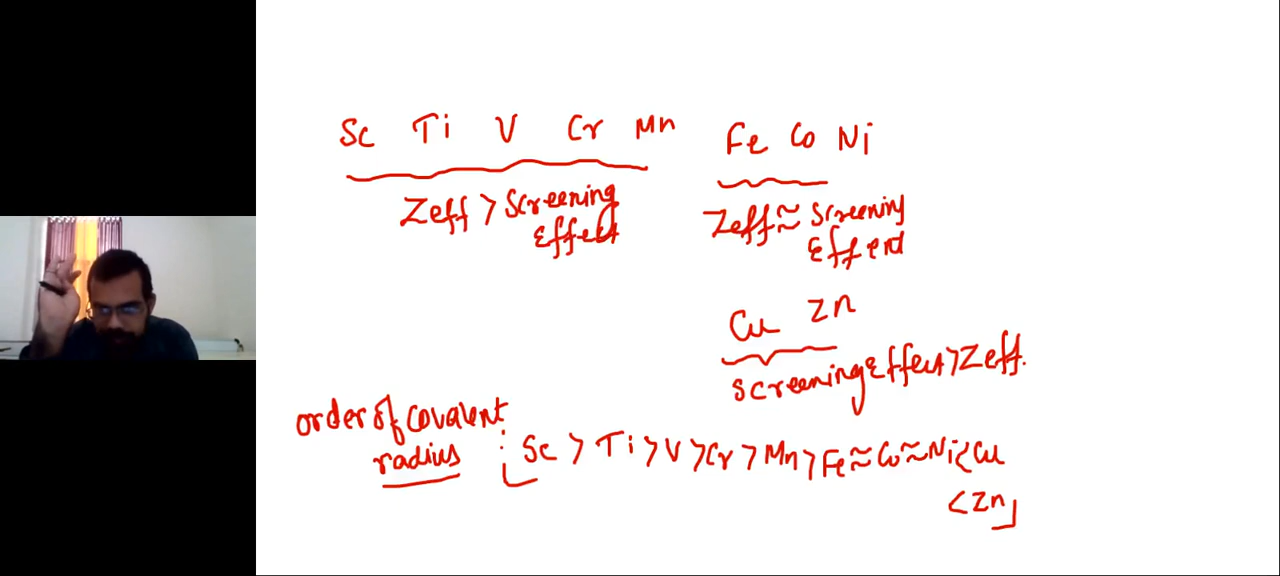 Sc Ti V Cr Mn Fe Co Ni
Zeff > Screening
Effect
Zeff ≈ Screening
Effect
Cu Zn
Screening Effect > Zeff.
order of covalent
radius : Sc > Ti > V > Cr > Mn > Fe ≈ Co ≈ Ni < Cu
< Zn